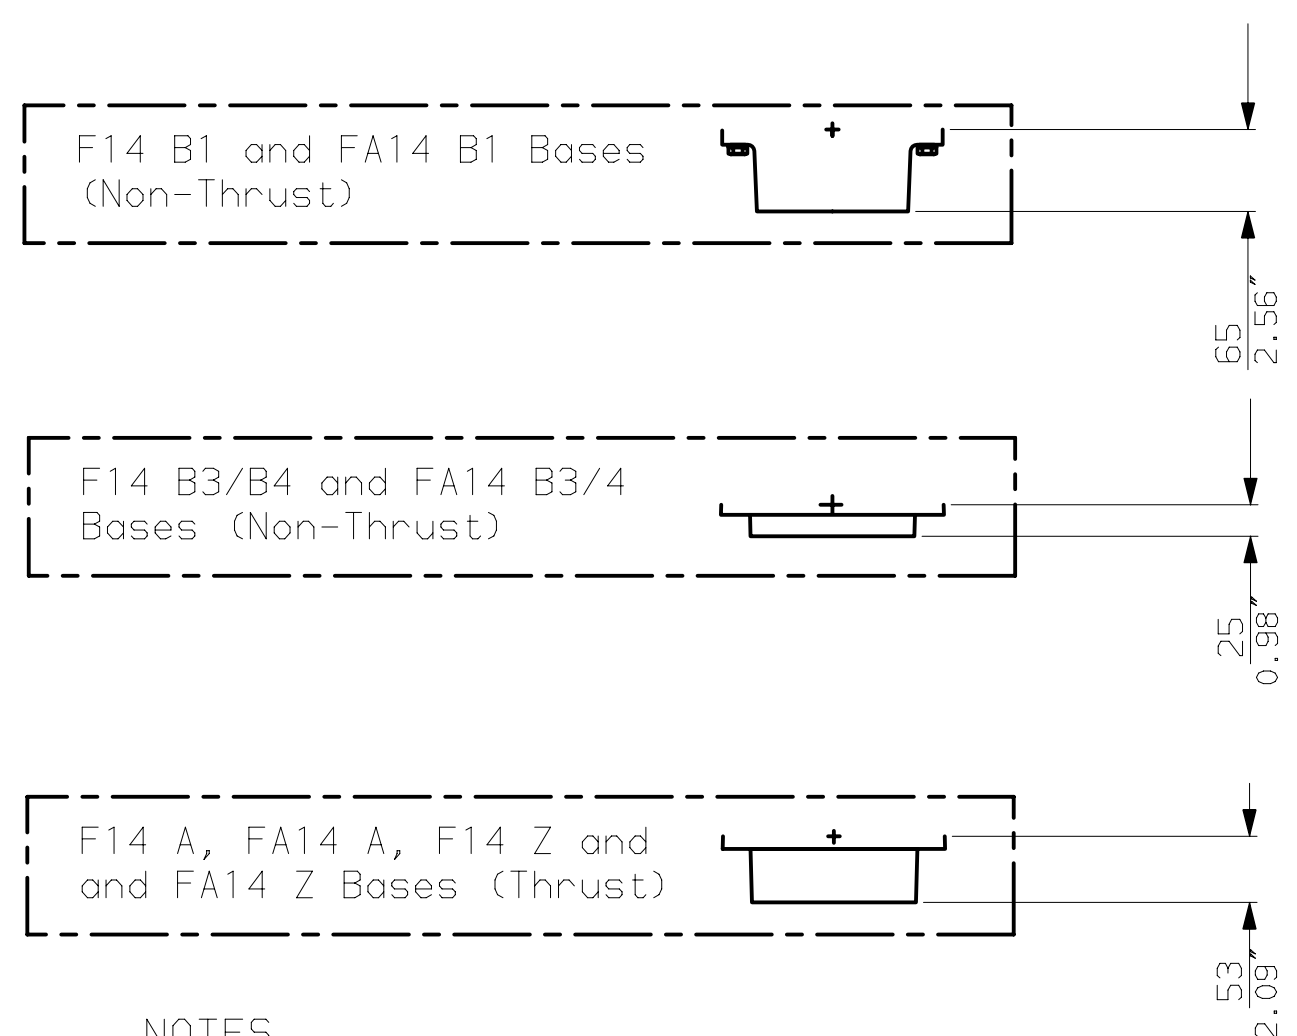 F14 B1 and FA14 B1 Bases
(Non-Thrust)
65
2.56"
F14 B3/B4 and FA14 B3/4
Bases (Non-Thrust)
25
0.98"
F14 A, FA14 A, F14 Z and
and FA14 Z Bases (Thrust)
53
2.09"
NOTES